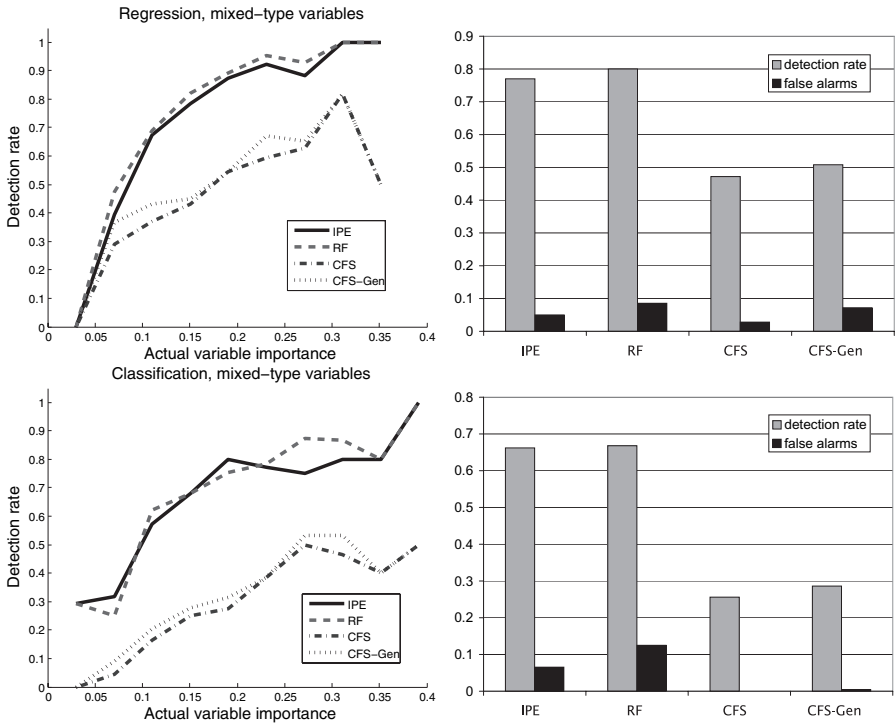 Regression, mixed-type variables
Detection rate
1
0.9
0.8
0.7
0.6
0.5
0.4
0.3
0.2
0.1
0
0 0.05 0.1 0.15 0.2 0.25 0.3 0.35 0.4
Actual variable importance
IPE
RF
CFS
CFS-Gen
0.9
0.8
0.7
0.6
0.5
0.4
0.3
0.2
0.1
0
detection rate
false alarms
IPE RF CFS CFS-Gen
Classification, mixed-type variables
Detection rate
1
0.9
0.8
0.7
0.6
0.5
0.4
0.3
0.2
0.1
0
0 0.05 0.1 0.15 0.2 0.25 0.3 0.35 0.4
Actual variable importance
IPE
RF
CFS
CFS-Gen
0.8
0.7
0.6
0.5
0.4
0.3
0.2
0.1
0
detection rate
false alarms
IPE RF CFS CFS-Gen